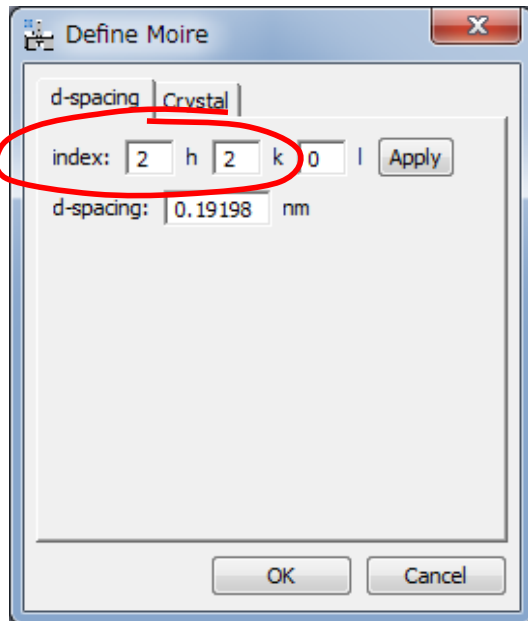 Define Moire
d-spacing Crystal
index: 2 h 2 k 0 l Apply
d-spacing: 0.19198 nm
OK Cancel